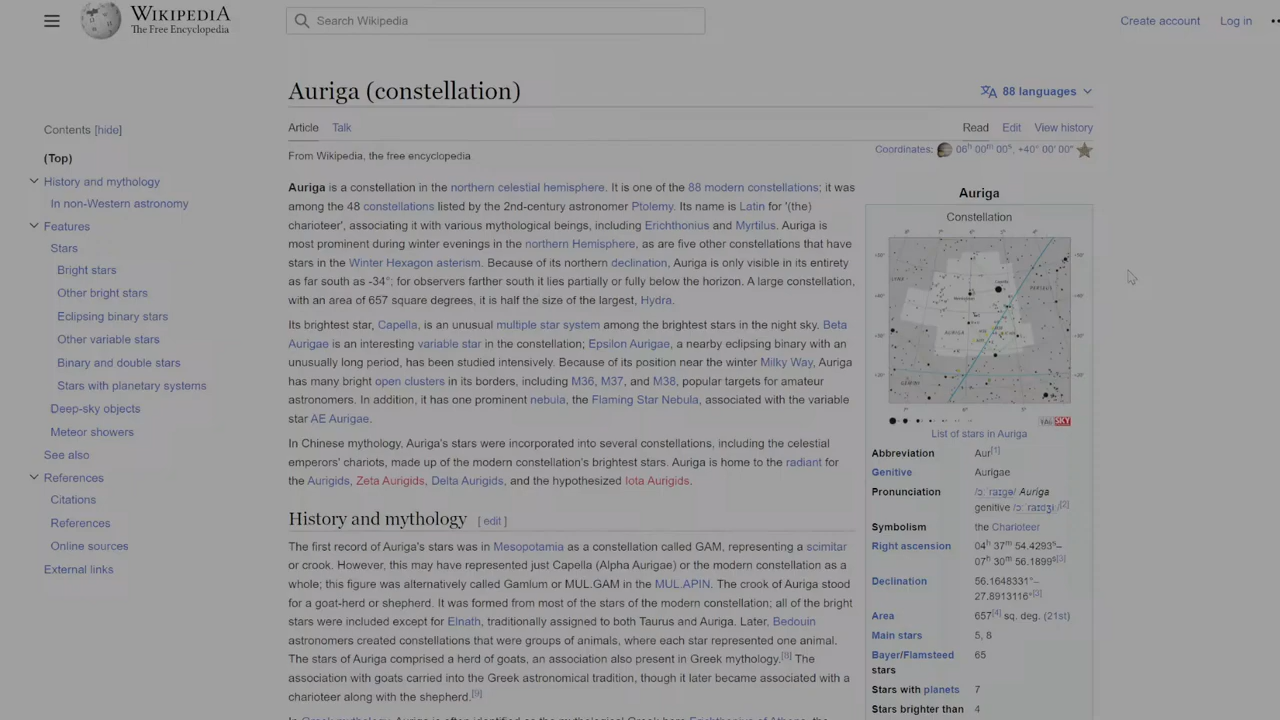 WIKIPEDIA
The Free Encyclopedia
Search Wikipedia
Create account
Log in
Auriga (constellation)
88 languages
Article
Talk
Read
Edit
View history
From Wikipedia, the free encyclopedia
Coordinates: 06h 00m 00s, +40° 00′ 00″
Contents [hide]
(Top)
History and mythology
In non-Western astronomy
Features
Stars
Bright stars
Other bright stars
Eclipsing binary stars
Other variable stars
Binary and double stars
Stars with planetary systems
Deep-sky objects
Meteor showers
See also
References
Citations
References
Online sources
External links
Auriga is a constellation in the northern celestial hemisphere. It is one of the 88 modern constellations; it was
among the 48 constellations listed by the 2nd-century astronomer Ptolemy. Its name is Latin for '(the)
charioteer', associating it with various mythological beings, including Erichthonius and Myrtilus. Auriga is
most prominent during winter evenings in the northern Hemisphere, as are five other constellations that have
stars in the Winter Hexagon asterism. Because of its northern declination, Auriga is only visible in its entirety
as far south as -34°; for observers farther south it lies partially or fully below the horizon. A large constellation,
with an area of 657 square degrees, it is half the size of the largest, Hydra.
Its brightest star, Capella, is an unusual multiple star system among the brightest stars in the night sky. Beta
Aurigae is an interesting variable star in the constellation; Epsilon Aurigae, a nearby eclipsing binary with an
unusually long period, has been studied intensively. Because of its position near the winter Milky Way, Auriga
has many bright open clusters in its borders, including M36, M37, and M38, popular targets for amateur
astronomers. In addition, it has one prominent nebula, the Flaming Star Nebula, associated with the variable
star AE Aurigae.
In Chinese mythology, Auriga's stars were incorporated into several constellations, including the celestial
emperors' chariots, made up of the modern constellation's brightest stars. Auriga is home to the radiant for
the Aurigids, Zeta Aurigids, Delta Aurigids, and the hypothesized Iota Aurigids.
History and mythology [ edit ]
The first record of Auriga's stars was in Mesopotamia as a constellation called GAM, representing a scimitar
or crook. However, this may have represented just Capella (Alpha Aurigae) or the modern constellation as a
whole; this figure was alternatively called Gamlum or MUL.GAM in the MUL.APIN. The crook of Auriga stood
for a goat-herd or shepherd. It was formed from most of the stars of the modern constellation; all of the bright
stars were included except for Elnath, traditionally assigned to both Taurus and Auriga. Later, Bedouin
astronomers created constellations that were groups of animals, where each star represented one animal.
The stars of Auriga comprised a herd of goats, an association also present in Greek mythology.[8] The
association with goats carried into the Greek astronomical tradition, though it later became associated with a
charioteer along with the shepherd.[9]
In Greek mythology, Auriga is often identified as the mythological Greek hero Erichthonius of Athens, the
Auriga
Constellation
AURIGA
SKY
List of stars in Auriga
Abbreviation Aur[1]
Genitive Aurigae
Pronunciation /ɔːˈraɪɡə/ Auriga
genitive /ɔːˈraɪdʒiː/[2]
Symbolism the Charioteer
Right ascension 04h 37m 54.4293s–
07h 30m 56.1899s[3]
Declination 56.1648331°–
27.8913116°[3]
Area 657[4] sq. deg. (21st)
Main stars 5, 8
Bayer/Flamsteed
stars 65
Stars with planets 7
Stars brighter than 4